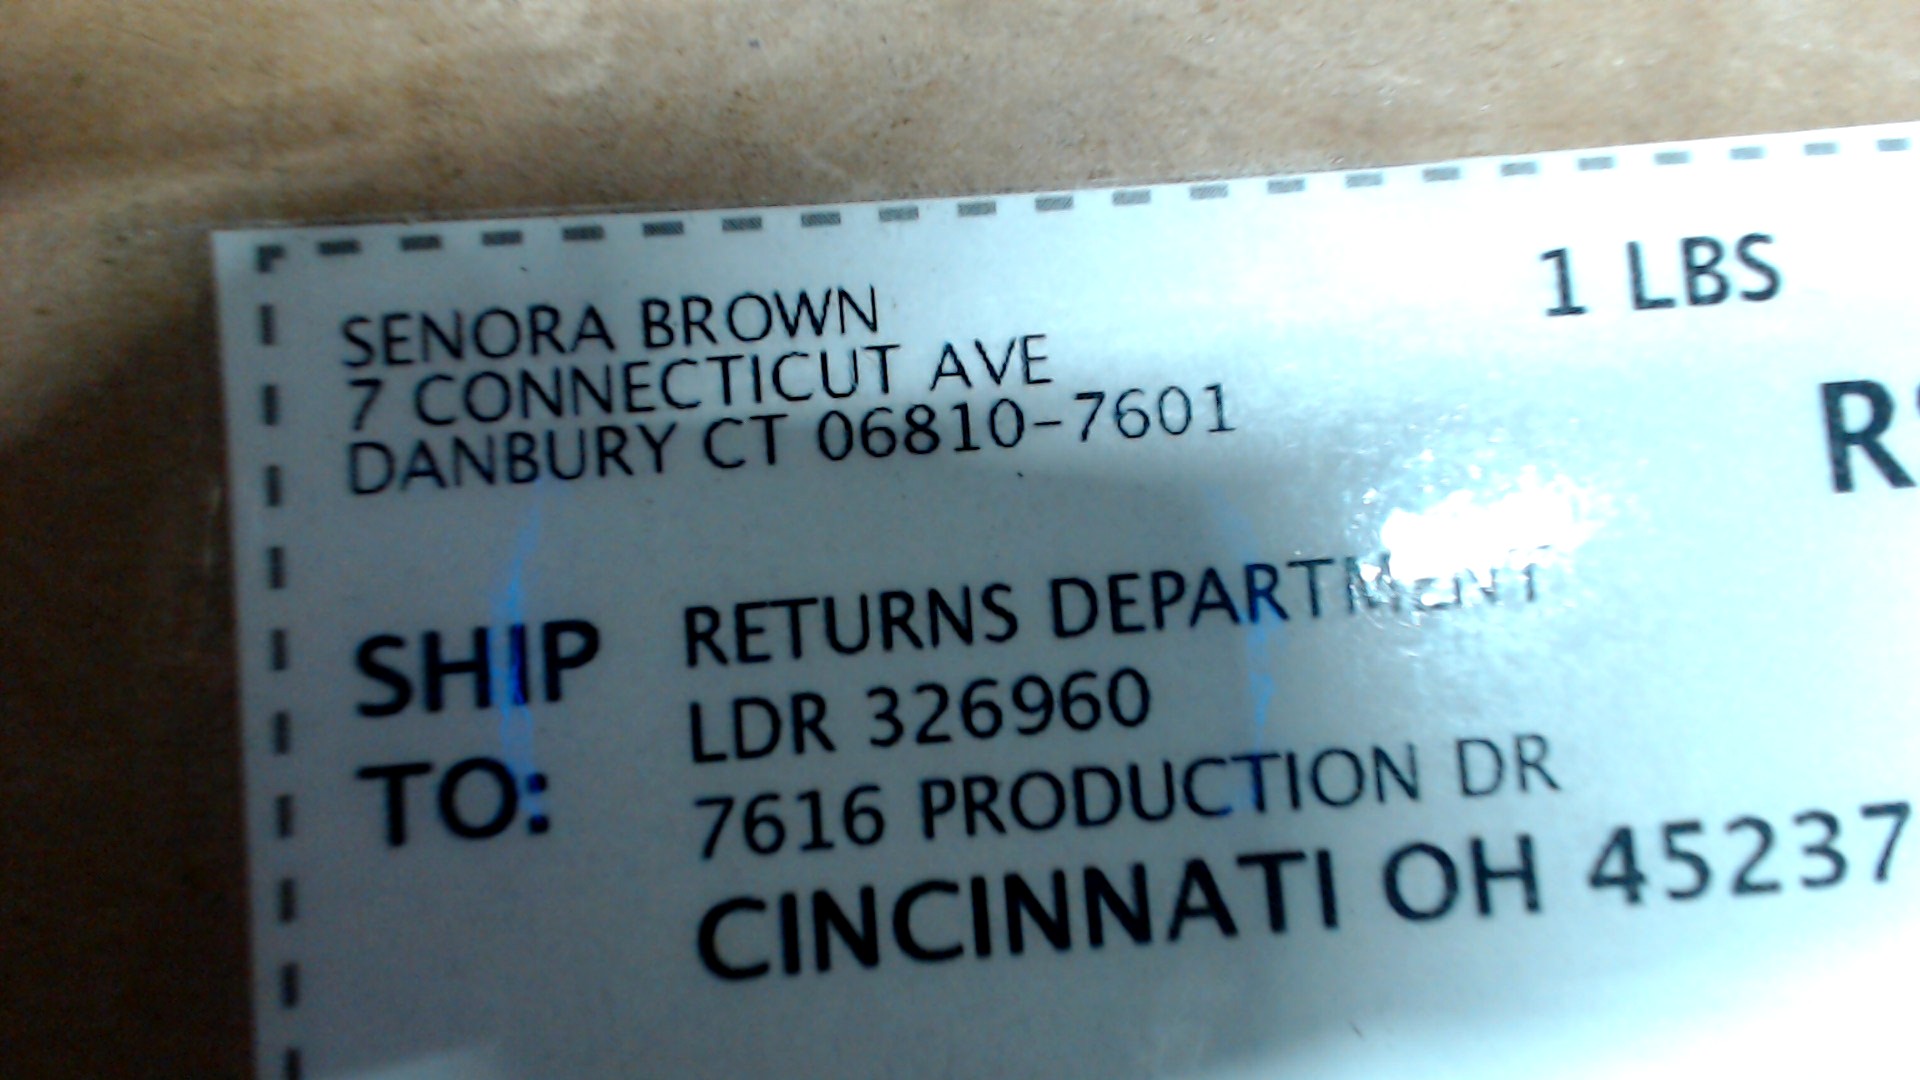 SENORA BROWN
7 CONNECTICUT AVE
DANBURY CT 06810-7601
1 LBS
SHIP TO:
RETURNS DEPARTMENT
LDR 326960
7616 PRODUCTION DR
CINCINNATI OH 45237